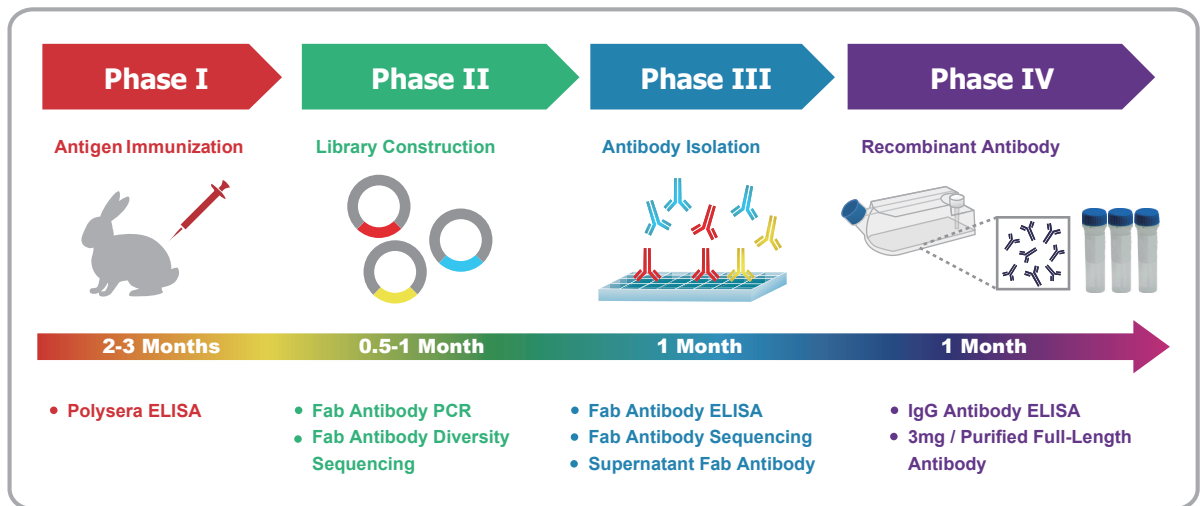 Phase I
Phase II
Phase III
Phase IV
Antigen Immunization
Library Construction
Antibody Isolation
Recombinant Antibody
2-3 Months
0.5-1 Month
1 Month
1 Month
• Polysera ELISA
• Fab Antibody PCR
• Fab Antibody Diversity
Sequencing
• Fab Antibody ELISA
• Fab Antibody Sequencing
• Supernatant Fab Antibody
• IgG Antibody ELISA
• 3mg / Purified Full-Length
Antibody